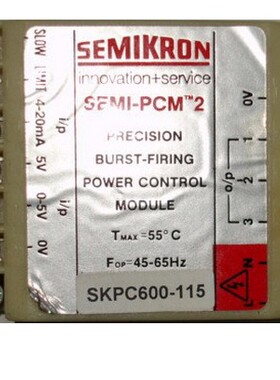 SEMIKRON
innovation+service
SEMI-PCM™2
PRECISION
BURST-FIRING
POWER CONTROL
MODULE
TMAX=55°C
FOP=45-65Hz
SKPC600-115
SLOW LIMIT 4-20mA 5V 0-5V 0V
i/p i/p
0V
1
2
3
o/p
L N